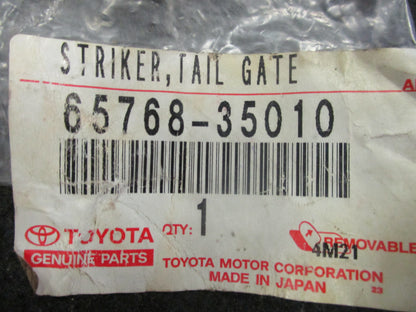 STRIKER,TAIL GATE
65768-35010
TOYOTA
GENUINE PARTS
QTY: 1
REMOVABLE
4M21
TOYOTA MOTOR CORPORATION
MADE IN JAPAN
23